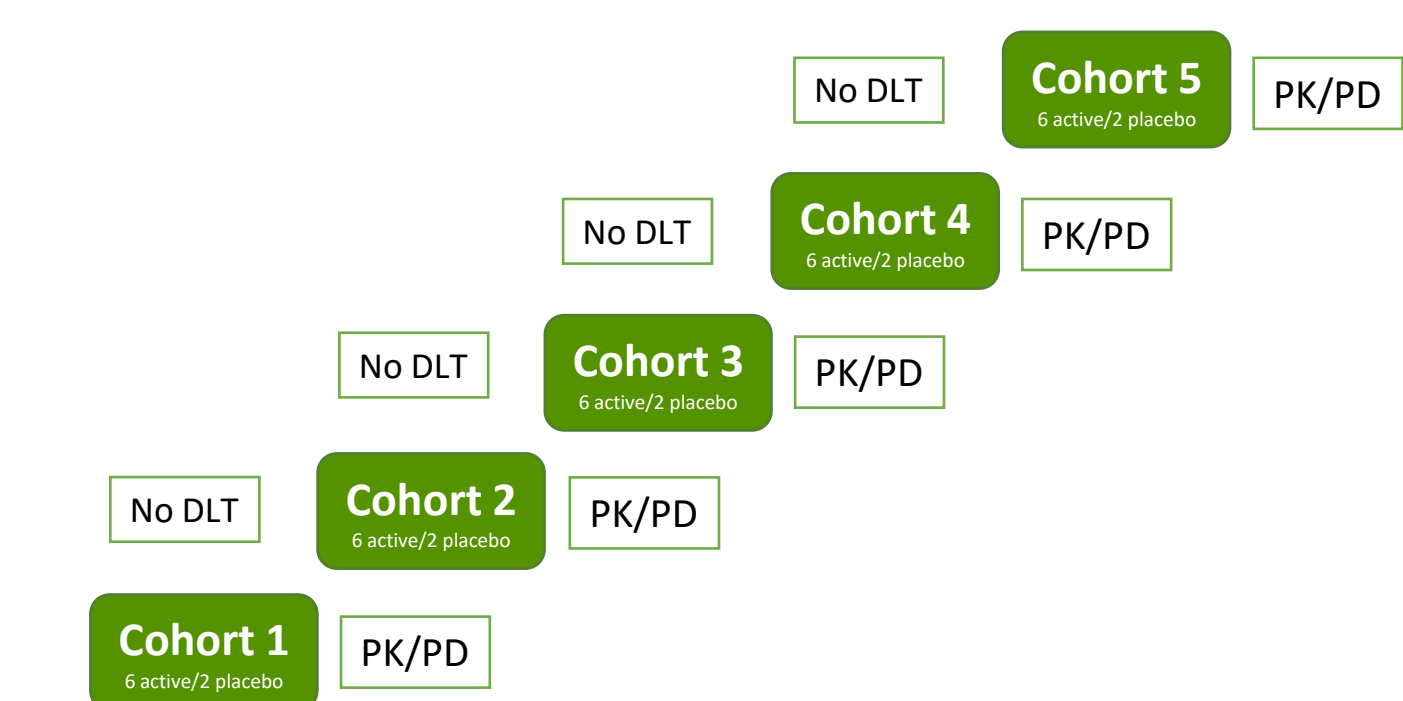 No DLT
Cohort 5
6 active/2 placebo
PK/PD
No DLT
Cohort 4
6 active/2 placebo
PK/PD
No DLT
Cohort 3
6 active/2 placebo
PK/PD
No DLT
Cohort 2
6 active/2 placebo
PK/PD
Cohort 1
6 active/2 placebo
PK/PD